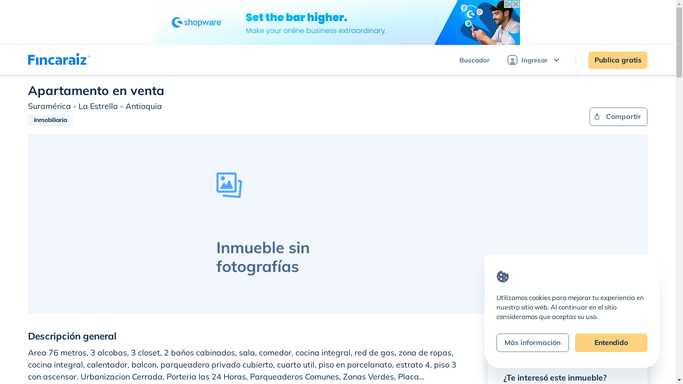 shopware
Set the bar higher.
Make your online business extraordinary.
Fincaraiz
Buscador
Ingresar
Publica gratis
Apartamento en venta
Suramérica - La Estrella - Antioquia
Inmobiliaria
Compartir
Inmueble sin
fotografías
Utilizamos cookies para mejorar tu experiencia en
nuestro sitio web. Al continuar en el sitio
consideramos que aceptas su uso.
Más información
Entendido
Descripción general
Area 76 metros, 3 alcobas, 3 closet, 2 baños cabinados, sala, comedor, cocina integral, red de gas, zona de ropas,
cocina integral, calentador, balcon, parqueadero privado cubierto, cuarto util, piso en porcelanato, estrato 4, piso 3
con ascensor. Urbanizacion Cerrada, Porteria las 24 Horas, Parqueaderos Comunes, Zonas Verdes, Placa...
¿Te interesó este inmueble?